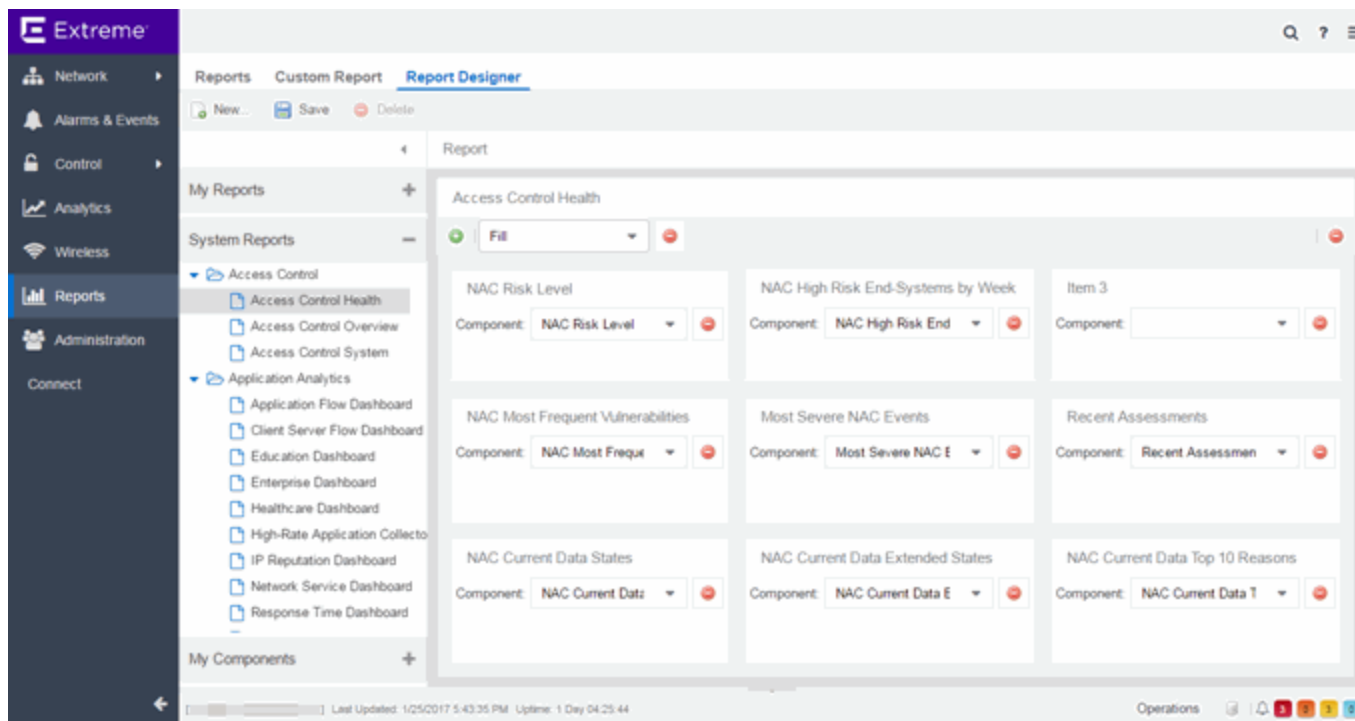 Extreme
Network
Alarms & Events
Control
Analytics
Wireless
Reports
Administration
Connect
Reports Custom Report Report Designer
New... Save Delete
Report
My Reports
System Reports
Access Control
Access Control Health
Access Control Overview
Access Control System
Application Analytics
Application Flow Dashboard
Client Server Flow Dashboard
Education Dashboard
Enterprise Dashboard
Healthcare Dashboard
High-Rate Application Collecto
IP Reputation Dashboard
Network Service Dashboard
Response Time Dashboard
My Components
Access Control Health
Fill
NAC Risk Level
Component: NAC Risk Level
NAC High Risk End-Systems by Week
Component: NAC High Risk End
Item 3
Component:
NAC Most Frequent Vulnerabilities
Component: NAC Most Freque
Most Severe NAC Events
Component: Most Severe NAC E
Recent Assessments
Component: Recent Assessmen
NAC Current Data States
Component: NAC Current Data
NAC Current Data Extended States
Component: NAC Current Data E
NAC Current Data Top 10 Reasons
Component: NAC Current Data T
Last Updated: 1/25/2017 5:43:35 PM Uptime: 1 Day 04:25:44
Operations 3 0 3 0